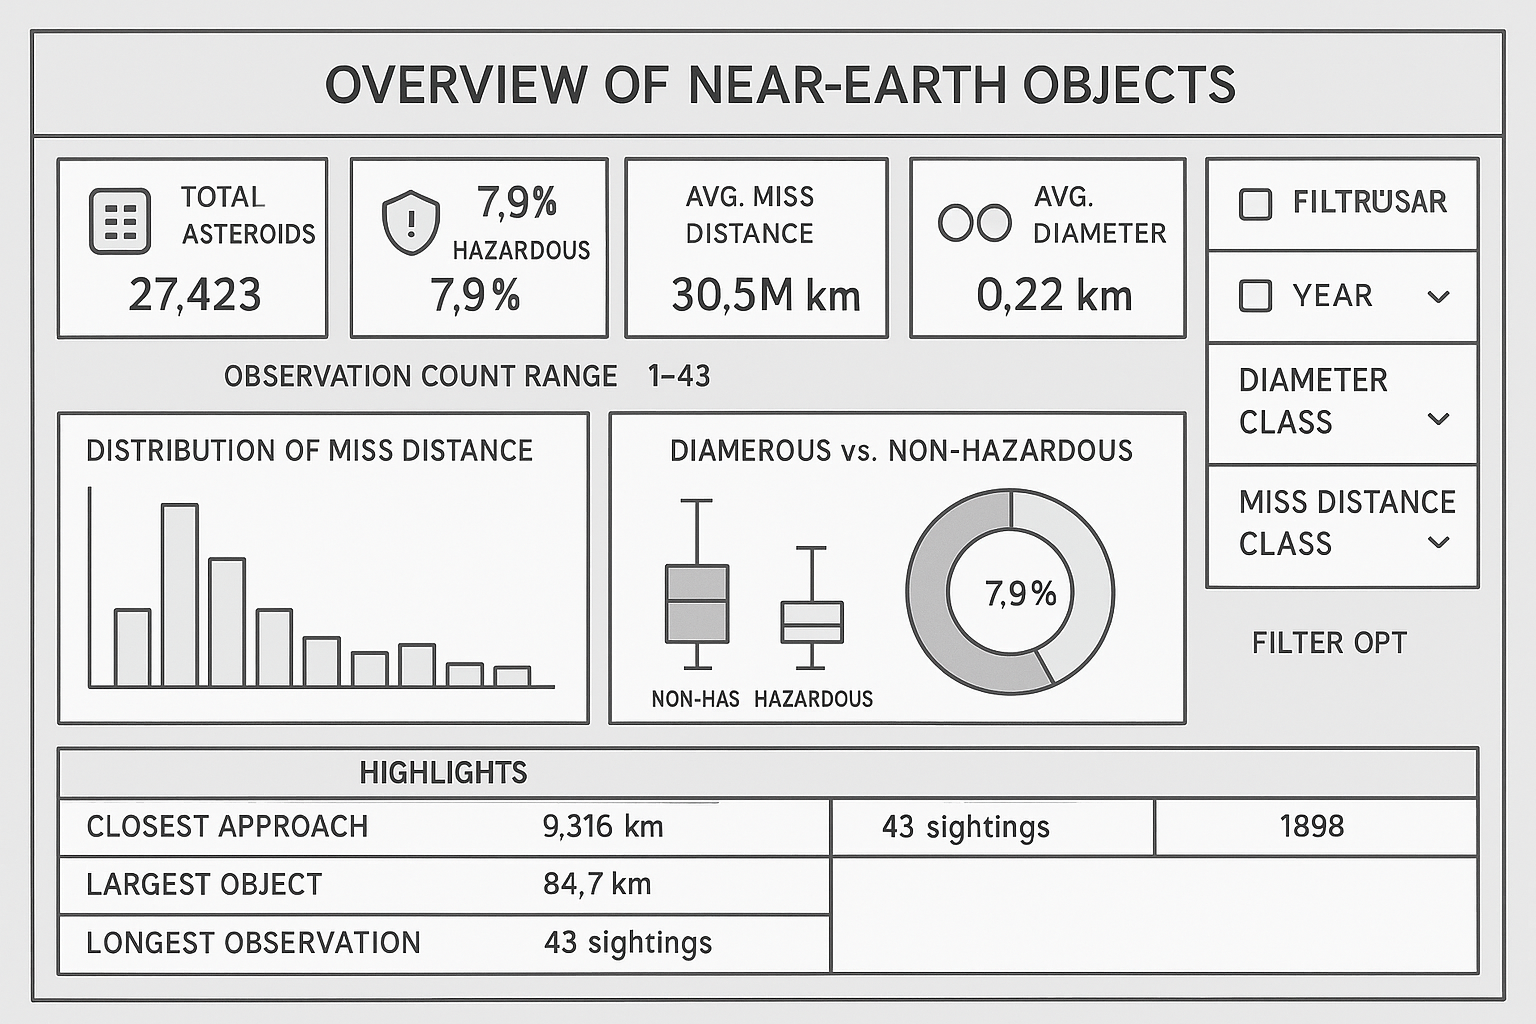 OVERVIEW OF NEAR-EARTH OBJECTS
TOTAL
ASTEROIDS
27,423
7,9%
HAZARDOUS
7,9%
AVG. MISS
DISTANCE
30,5M km
AVG.
DIAMETER
0,22 km
FILTRÜSAR
YEAR
DIAMETER
CLASS
MISS DISTANCE
CLASS
FILTER OPT
OBSERVATION COUNT RANGE 1–43
DISTRIBUTION OF MISS DISTANCE
DIAMEROUS vs. NON-HAZARDOUS
7,9%
NON-HAS HAZARDOUS
HIGHLIGHTS
CLOSEST APPROACH 9,316 km 43 sightings 1898
LARGEST OBJECT 84,7 km
LONGEST OBSERVATION 43 sightings